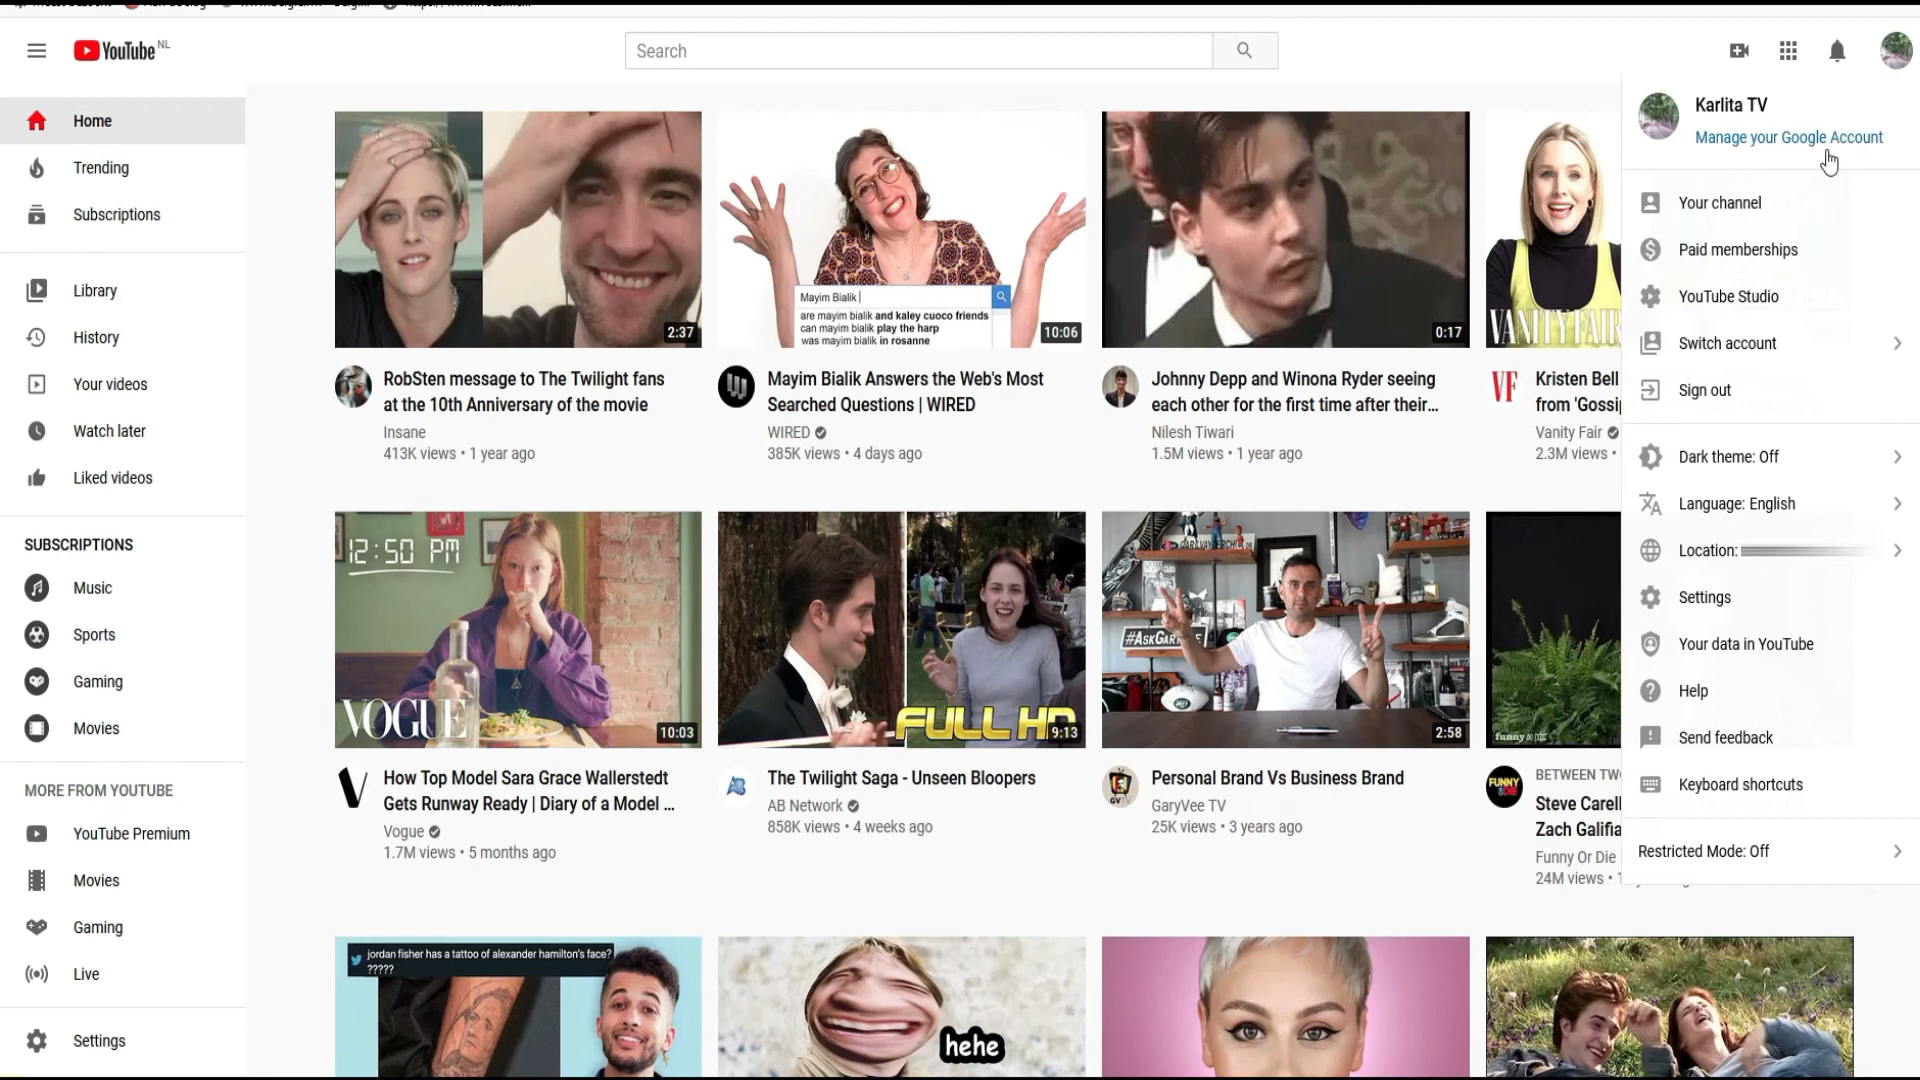 YouTube NL
Search
Home
Trending
Subscriptions
Library
History
Your videos
Watch later
Liked videos
SUBSCRIPTIONS
Music
Sports
Gaming
Movies
MORE FROM YOUTUBE
YouTube Premium
Movies
Gaming
Live
Settings
2:37
RobSten message to The Twilight fans
at the 10th Anniversary of the movie
Insane
413K views • 1 year ago
Mayim Bialik
are mayim bialik and kaley cuoco friends
can mayim bialik play the harp
was mayim bialik in rosanne
10:06
Mayim Bialik Answers the Web's Most
Searched Questions | WIRED
WIRED
385K views • 4 days ago
0:17
Johnny Depp and Winona Ryder seeing
each other for the first time after their...
Nilesh Tiwari
1.5M views • 1 year ago
VANITY FAIR
VF
Kristen Bell
from 'Gossip
Vanity Fair
2.3M views •
12:50 PM
VOGUE
10:03
How Top Model Sara Grace Wallerstedt
Gets Runway Ready | Diary of a Model ...
Vogue
1.7M views • 5 months ago
FULL HD
9:13
The Twilight Saga - Unseen Bloopers
AB Network
858K views • 4 weeks ago
2:58
Personal Brand Vs Business Brand
GaryVee TV
25K views • 3 years ago
BETWEEN TWO
Steve Carell
Zach Galifia
Funny Or Die
24M views •
jordan fisher has a tattoo of alexander hamilton's face?
?????
hehe
Karlita TV
Manage your Google Account
Your channel
Paid memberships
YouTube Studio
Switch account
Sign out
Dark theme: Off
Language: English
Location:
Settings
Your data in YouTube
Help
Send feedback
Keyboard shortcuts
Restricted Mode: Off